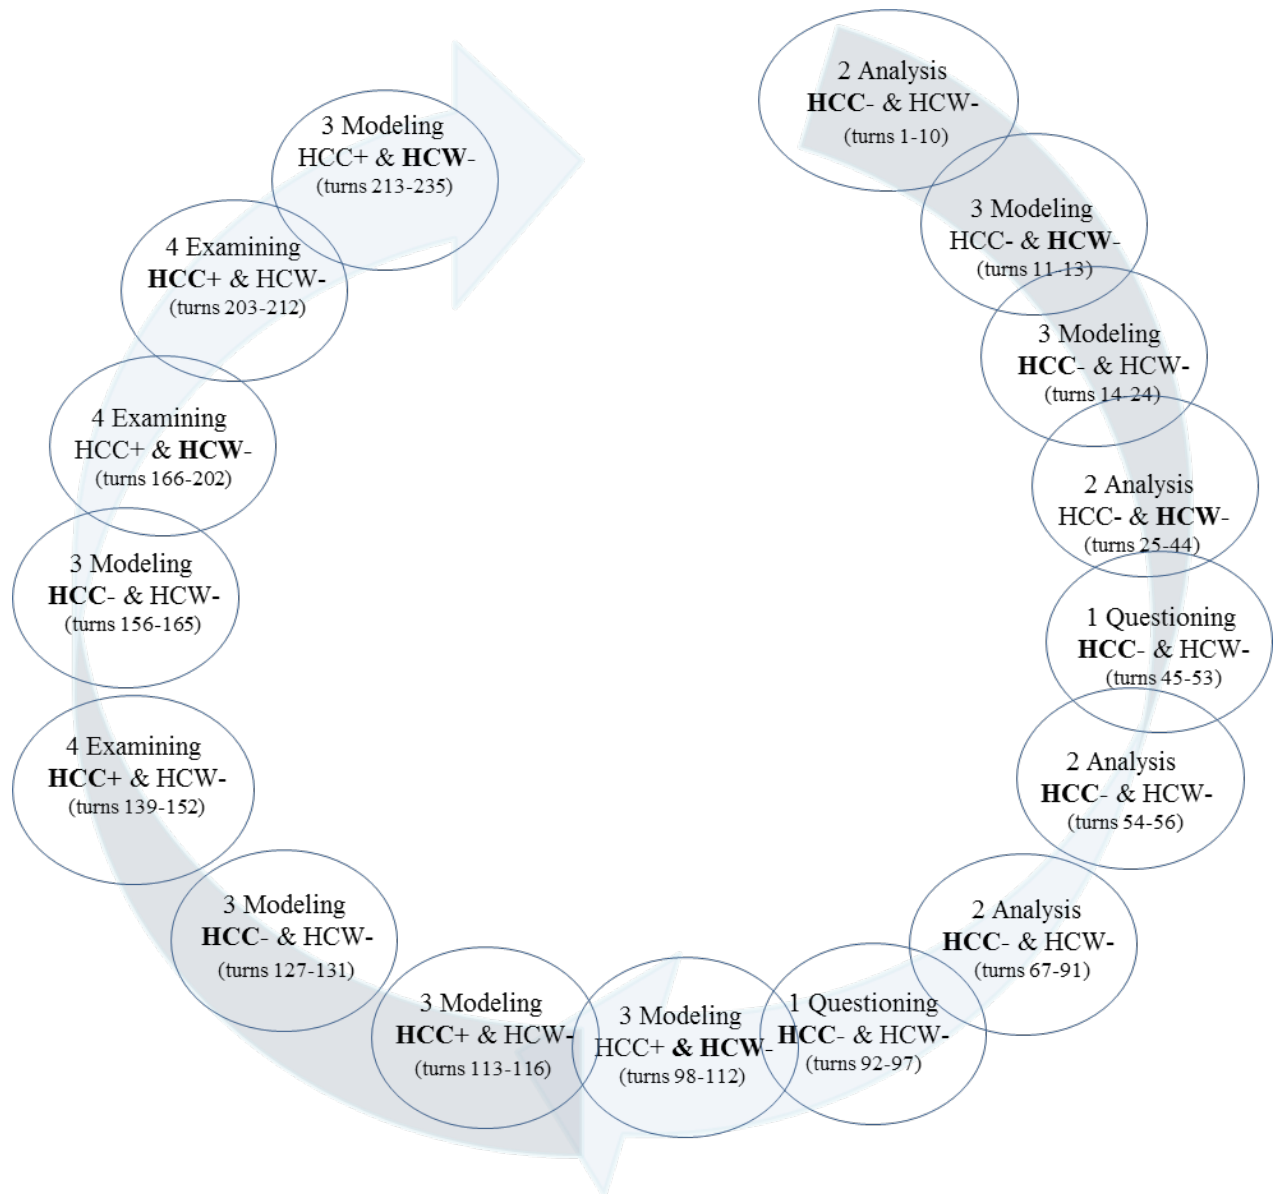 2 Analysis
HCC- & HCW-
(turns 1-10)
3 Modeling
HCC- & HCW-
(turns 11-13)
3 Modeling
HCC- & HCW-
(turns 14-24)
2 Analysis
HCC- & HCW-
(turns 25-44)
1 Questioning
HCC- & HCW-
(turns 45-53)
2 Analysis
HCC- & HCW-
(turns 54-56)
2 Analysis
HCC- & HCW-
(turns 67-91)
1 Questioning
HCC- & HCW-
(turns 92-97)
3 Modeling
HCC+ & HCW-
(turns 98-112)
3 Modeling
HCC+ & HCW-
(turns 113-116)
3 Modeling
HCC- & HCW-
(turns 127-131)
4 Examining
HCC+ & HCW-
(turns 139-152)
3 Modeling
HCC- & HCW-
(turns 156-165)
4 Examining
HCC+ & HCW-
(turns 166-202)
4 Examining
HCC+ & HCW-
(turns 203-212)
3 Modeling
HCC+ & HCW-
(turns 213-235)